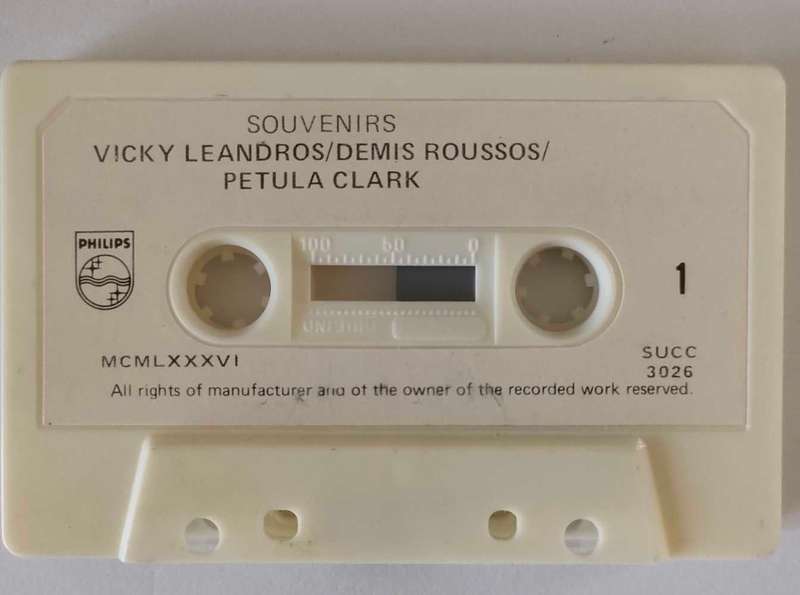 SOUVENIRS
VICKY LEANDROS/DEMIS ROUSSOS/
PETULA CLARK
PHILIPS
100 50 0
1
MCMLXXXVI
SUCC
3026
All rights of manufacturer and of the owner of the recorded work reserved.